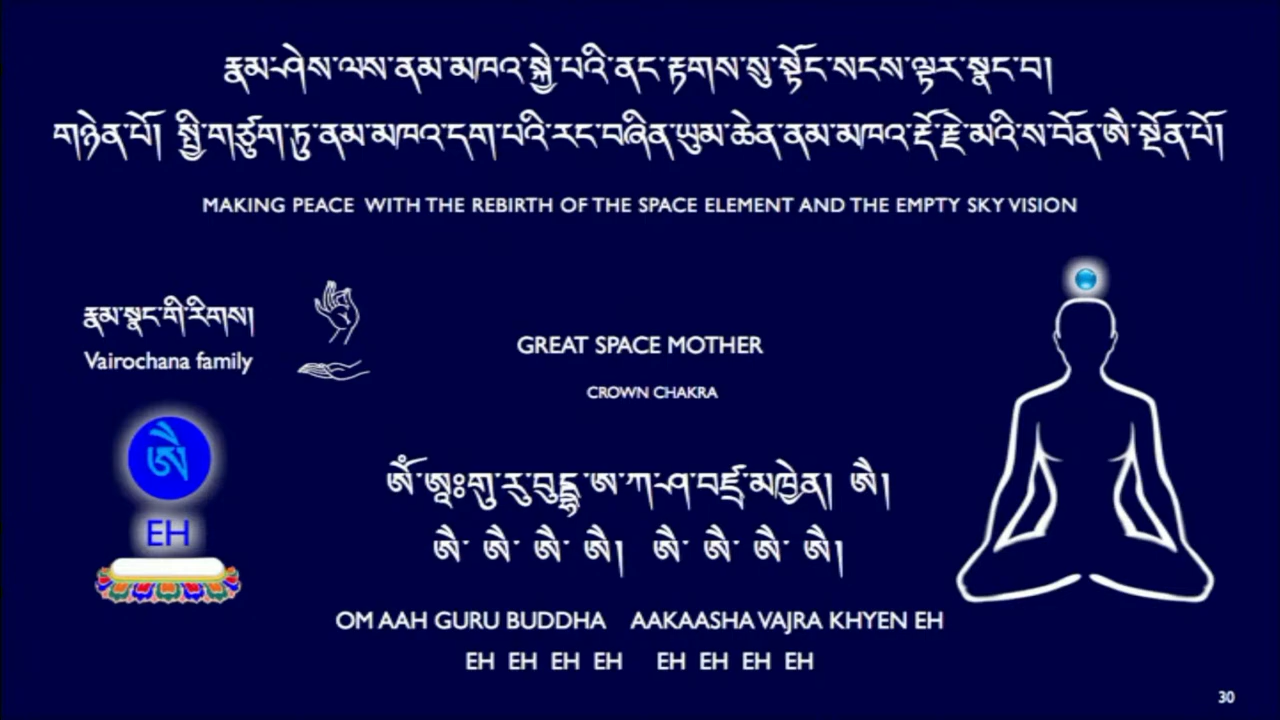 རྣམ་ཤེས་ལས་ནམ་མཁའ་སྐྱེ་པའི་ནང་རྟགས་སུ་སྟོང་སངས་ལྟར་སྣང་བ།
གཉེན་པོ། སྤྱི་གཙུག་ཏུ་ནམ་མཁའ་དག་པའི་རང་བཞིན་ཡུམ་ཆེན་ནམ་མཁའ་རྡོ་རྗེ་མའི་ས་བོན་ཨེེ་སྔོན་པོ།
MAKING PEACE WITH THE REBIRTH OF THE SPACE ELEMENT AND THE EMPTY SKY VISION
རྣམ་སྣང་གི་རིགས།
Vairochana family
GREAT SPACE MOTHER
CROWN CHAKRA
ཨཻ
EH
ཨོཾ་ཨཱཿགུ་རུ་བུདྡྷ་ཨ་ཀ་ཤ་བཛྲ་མཁྱེན། ཨཻ།
ཨཻ་ ཨཻ་ ཨཻ་ ཨཻ། ཨཻ་ ཨཻ་ ཨཻ་ ཨཻ།
OM AAH GURU BUDDHA AAKAASHA VAJRA KHYEN EH
EH EH EH EH EH EH EH EH
30